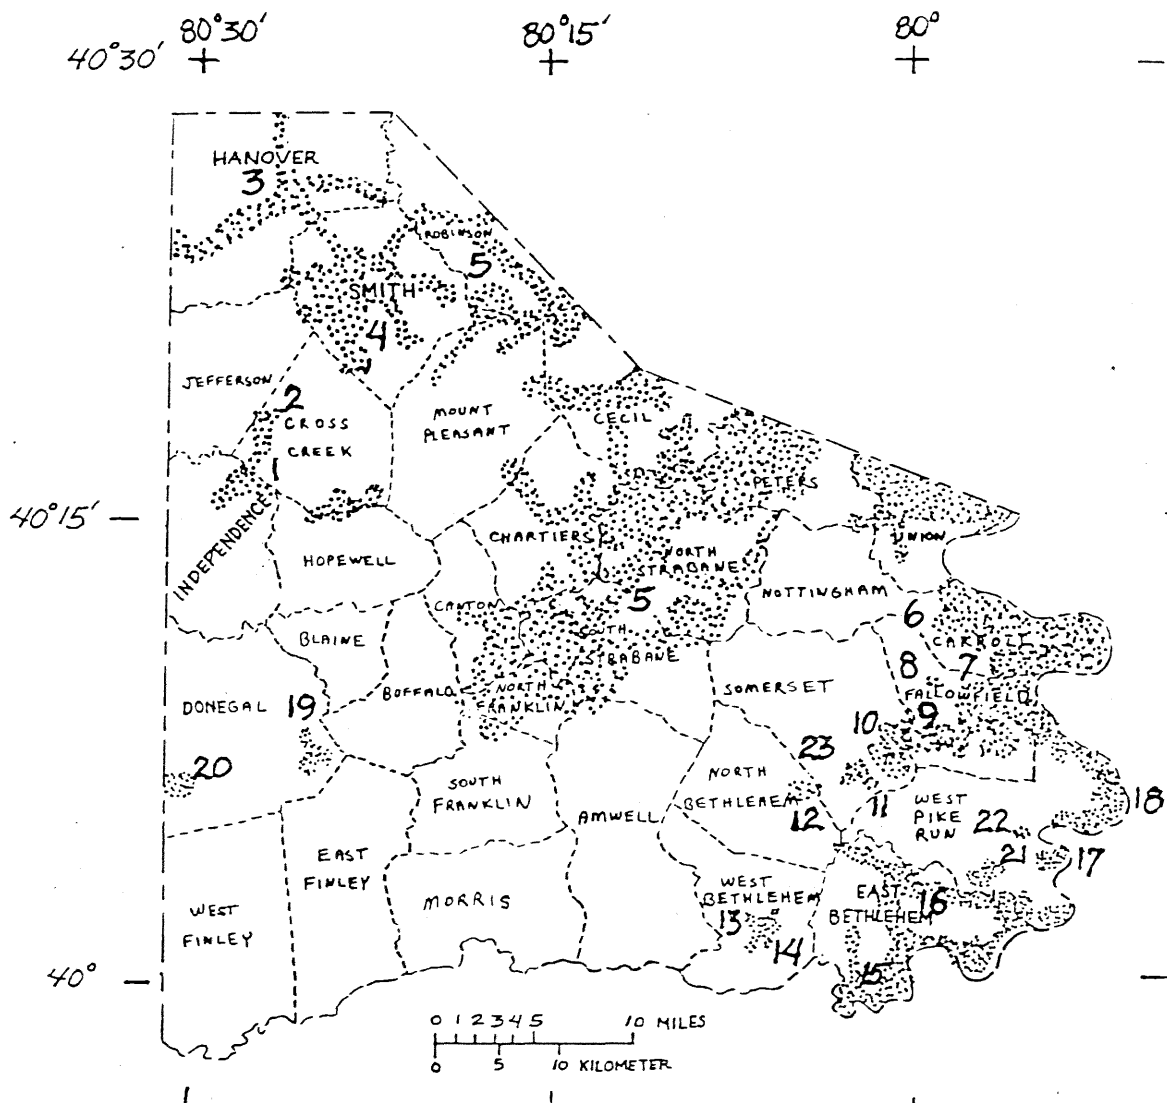 80°30' 80°15' 80°
40°30'
HANOVER
3
ROBINSON
5
SMITH
4
JEFFERSON
2
CROSS
CREEK
1
MOUNT
PLEASANT
CECIL
PETERS
40°15'
INDEPENDENCE
HOPEWELL
CHARTIERS
NORTH
STRABANE
UNION
NOTTINGHAM
5
6
CANTON
BLAINE
SOUTH
STRABANE
CARROLL
7
8
BUFFALO
NORTH
FRANKLIN
SOMERSET
FALLOWFIELD
9
DONEGAL
19
10
20
23
SOUTH
FRANKLIN
NORTH
BETHLEHEM
12
11
WEST
PIKE
RUN
22
18
AMWELL
21
17
EAST
FINLEY
MORRIS
WEST
BETHLEHEM
13
14
EAST
BETHLEHEM
16
15
WEST
FINLEY
40°
0 1 2 3 4 5 10 MILES
0 5 10 KILOMETER